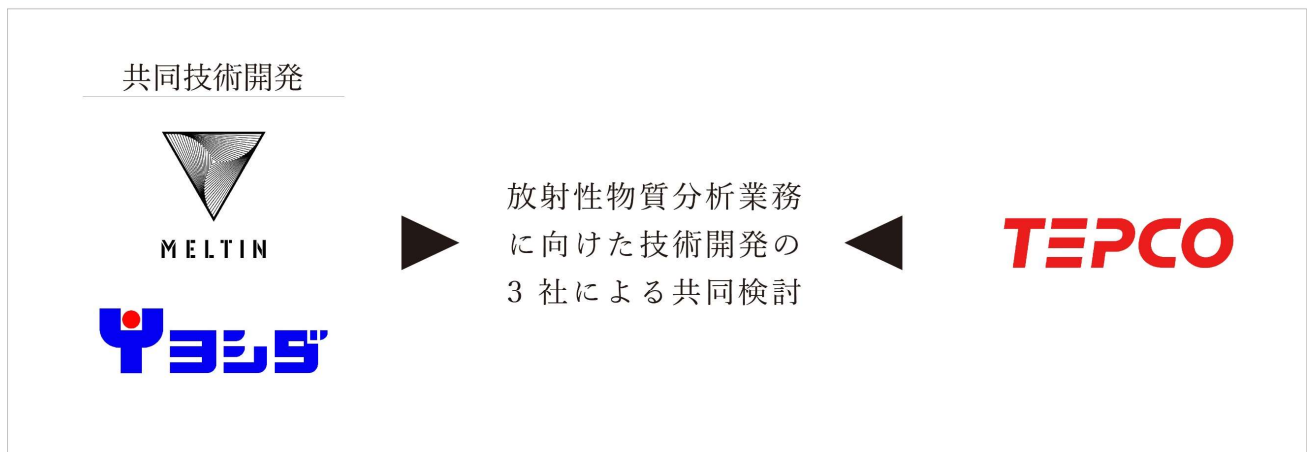 共同技術開発
MELTIN
ヨシダ
放射性物質分析業務
に向けた技術開発の
3 社による共同検討
TEPCO